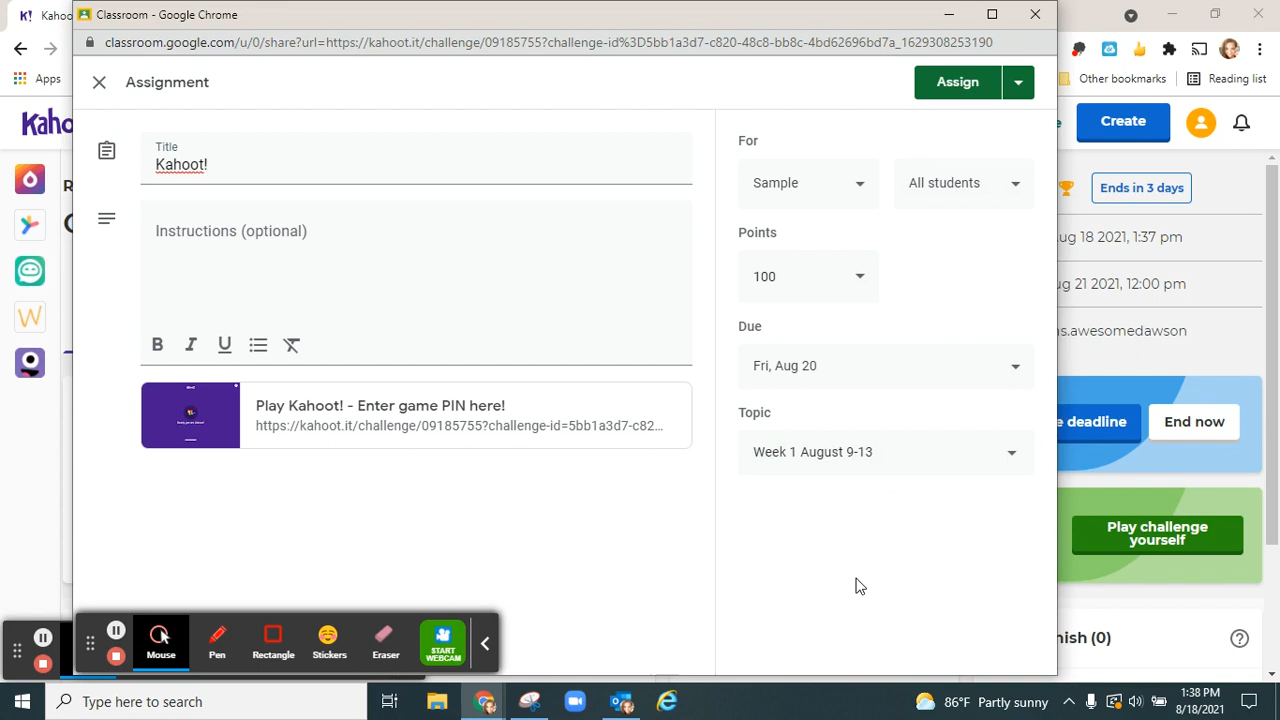 Kaho
Classroom - Google Chrome
classroom.google.com/u/0/share?url=https://kahoot.it/challenge/09185755?challenge-id%3D5bb1a3d7-c820-48c8-bb8c-4bd62696bd7a_1629308253190
Apps
Other bookmarks
Reading list
Assignment
Assign
Kaho
Create
Title
Kahoot!
For
Sample
All students
Ends in 3 days
Instructions (optional)
Points
ug 18 2021, 1:37 pm
100
ug 21 2021, 12:00 pm
Due
ns.awesomedawson
B I U
Fri, Aug 20
Play Kahoot! - Enter game PIN here!
https://kahoot.it/challenge/09185755?challenge-id=5bb1a3d7-c82...
Topic
e deadline
End now
Week 1 August 9-13
Play challenge
yourself
nish (0)
Mouse
Pen
Rectangle
Stickers
Eraser
START
WEBCAM
Type here to search
86°F Partly sunny
1:38 PM
8/18/2021